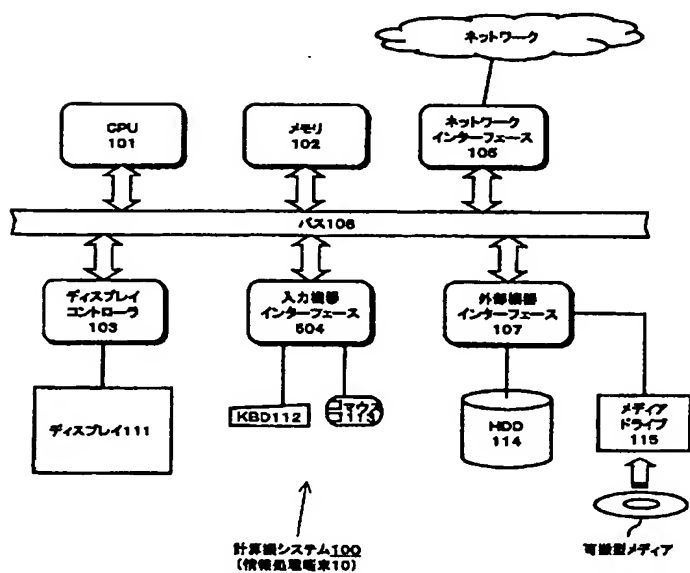 ネットワーク
CPU
101
メモリ
102
ネットワーク
インターフェース
105
バス106
ディスプレイ
コントローラ
103
入力機器
インターフェース
504
外部機器
インターフェース
107
ディスプレイ111
KBD112
マウス
113
HDD
114
メディア
ドライブ
115
計算機システム100
(情報処理端末10)
可搬型メディア